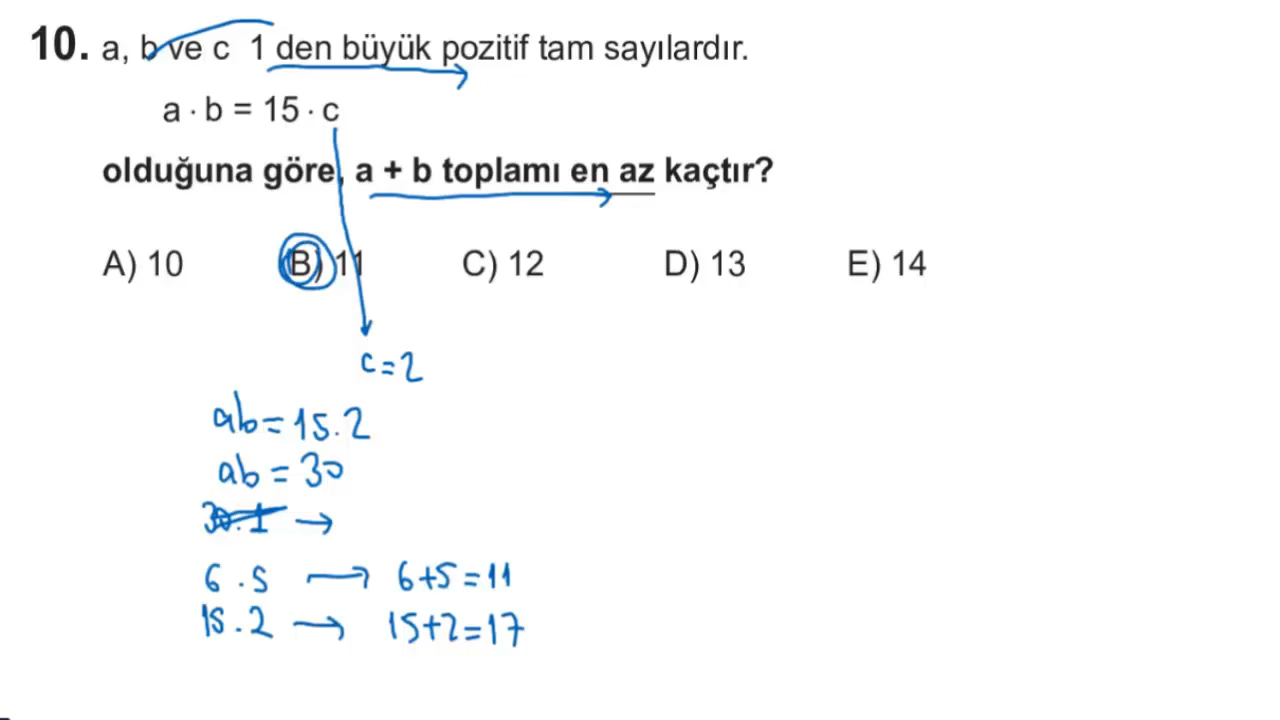 10. a, b ve c 1 den büyük pozitif tam sayılardır.
a · b = 15 · c
olduğuna göre, a + b toplamı en az kaçtır?
A) 10 B) 11 C) 12 D) 13 E) 14
c=2
ab=15.2
ab=30
30.1 →
6.5 → 6+5=11
15.2 → 15+2=17